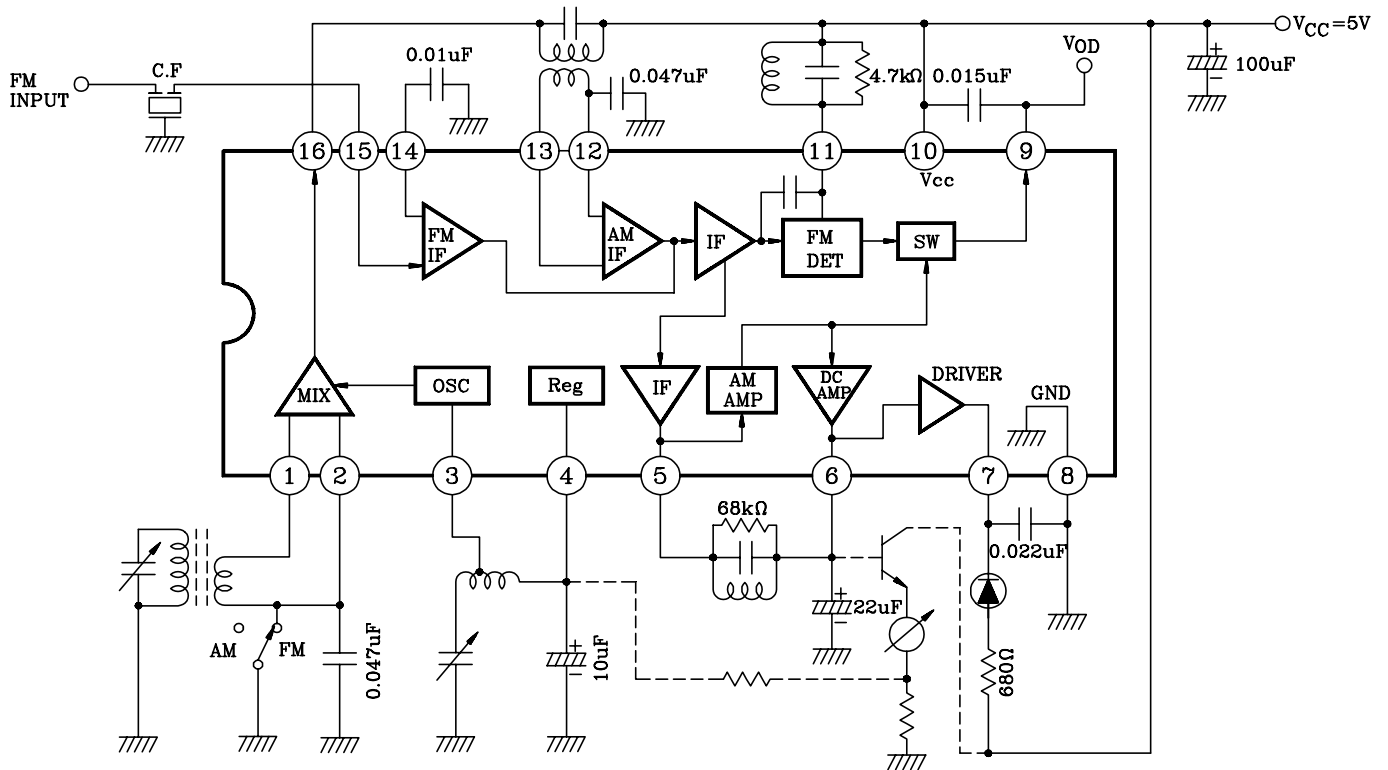 V_CC=5V
C.F
FM
INPUT
0.01uF
0.047uF
4.7kΩ
0.015uF
V_OD
+
100uF
−
16
15
14
13
12
11
10
9
Vcc
FM
IF
AM
IF
IF
FM
DET
SW
MIX
OSC
Reg
IF
AM
AMP
DC
AMP
DRIVER
GND
1
2
3
4
5
6
7
8
68kΩ
0.022uF
+
22uF
−
AM
FM
0.047uF
+
10uF
−
680Ω